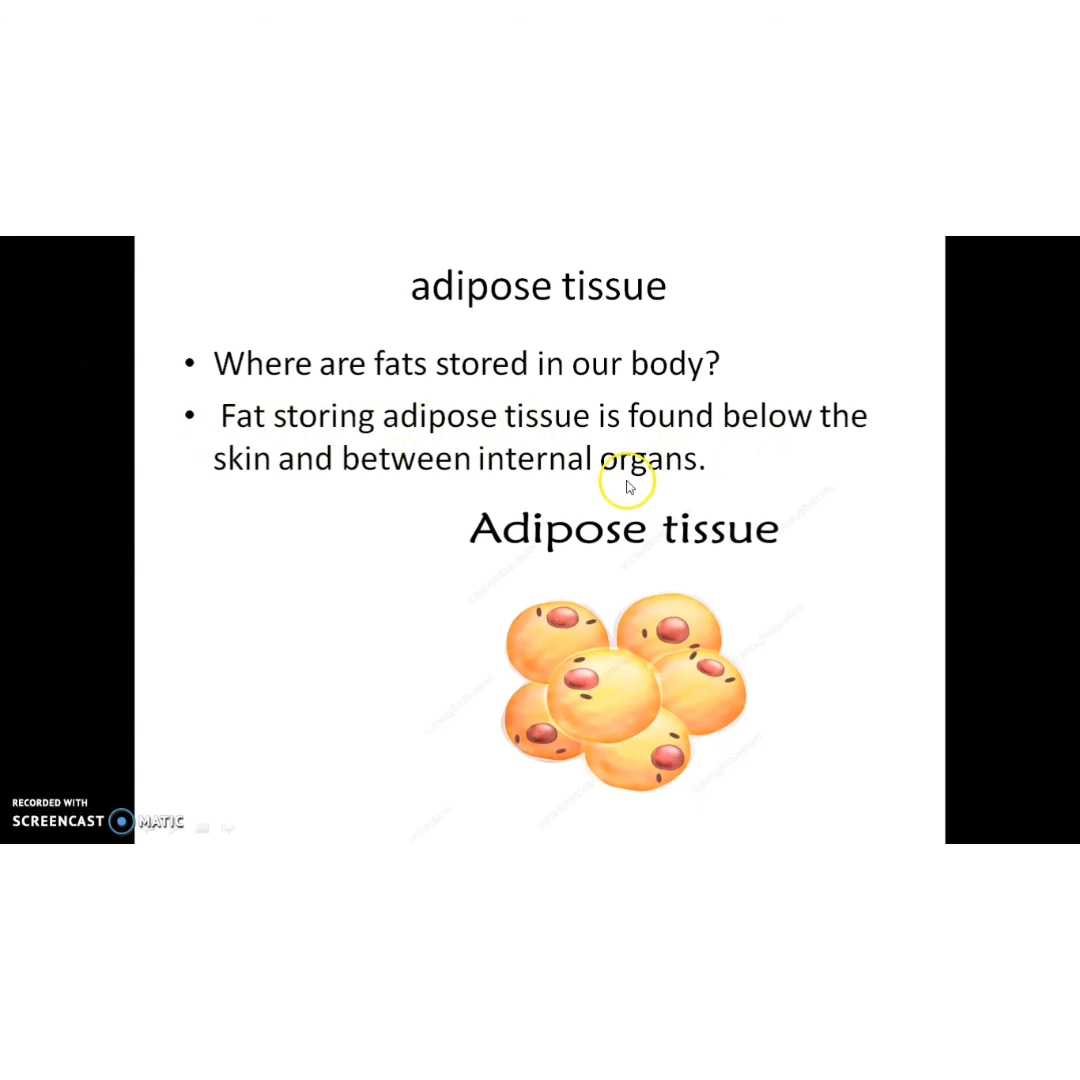 adipose tissue
• Where are fats stored in our body?
• Fat storing adipose tissue is found below the
skin and between internal organs.
Adipose tissue
RECORDED WITH
SCREENCAST MATIC